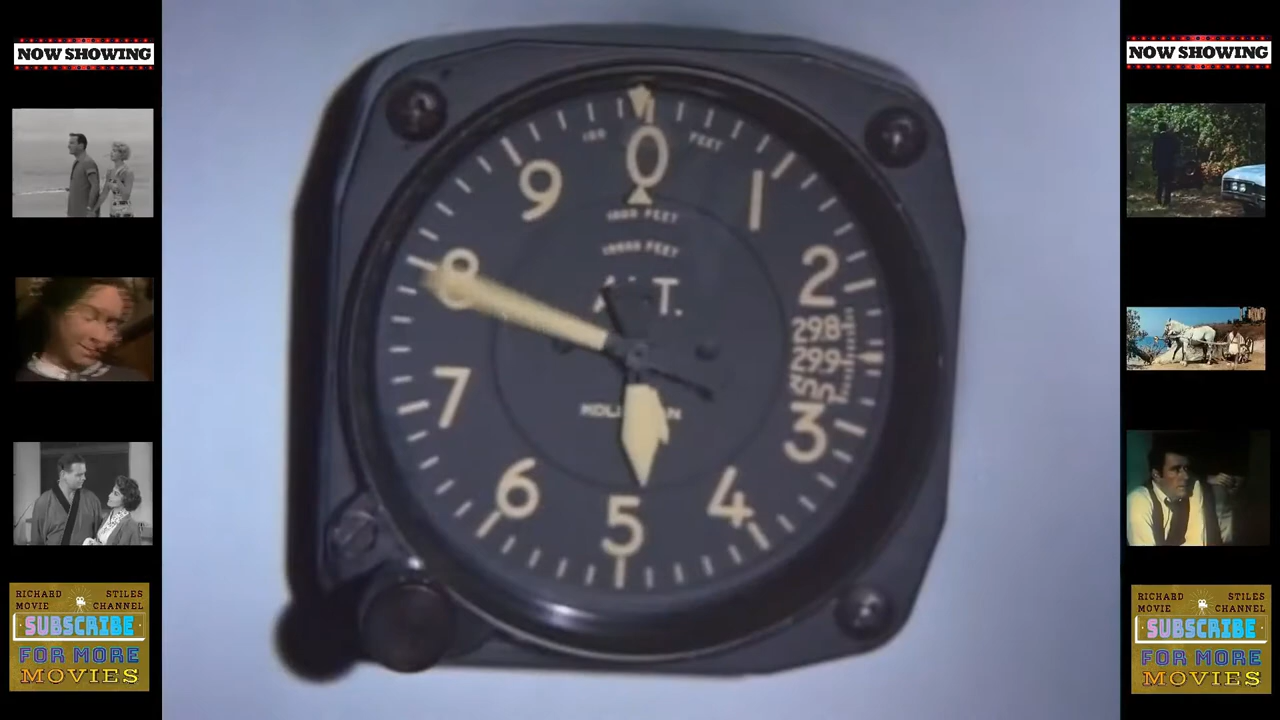 NOW SHOWING
RICHARD STILES
MOVIE CHANNEL
SUBSCRIBE
FOR MORE
MOVIES
100 FEET
0
1
2
3
4
5
6
7
8
9
1000 FEET
10000 FEET
ALT.
298
299
NOW SHOWING
RICHARD STILES
MOVIE CHANNEL
SUBSCRIBE
FOR MORE
MOVIES